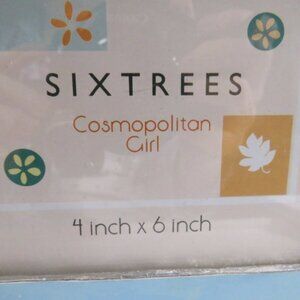 SIXTREES
Cosmopolitan
Girl
4 inch x 6 inch